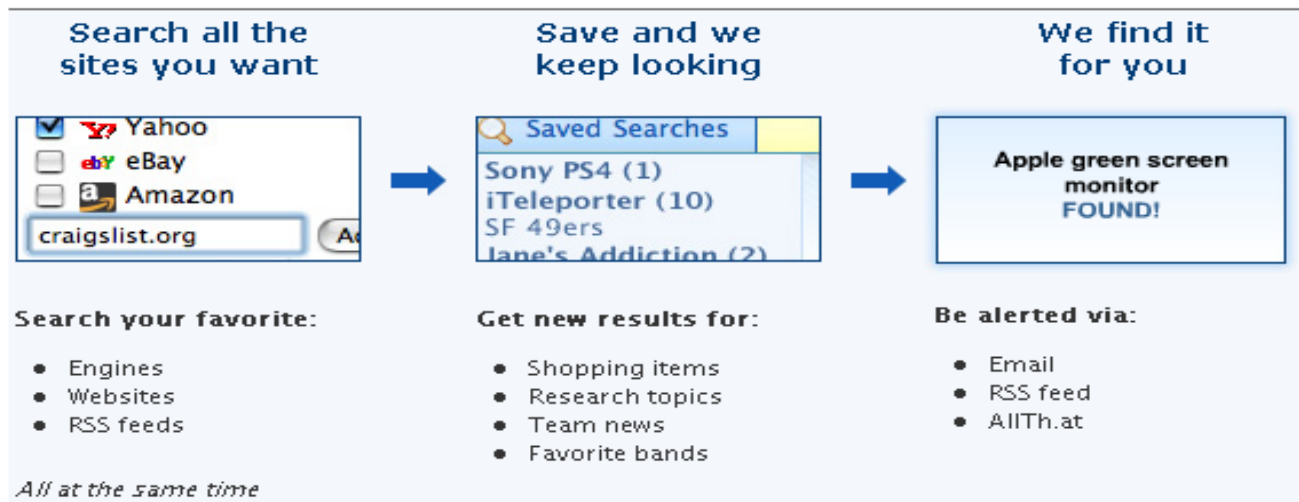 Search all the
sites you want
Yahoo
eBay
Amazon
craigslist.org
Search your favorite:
Engines
Websites
RSS feeds
All at the same time
Save and we
keep looking
Saved Searches
Sony PS4 (1)
iTeleporter (10)
SF 49ers
Jane's Addiction (2)
Get new results for:
Shopping items
Research topics
Team news
Favorite bands
We find it
for you
Apple green screen
monitor
FOUND!
Be alerted via:
Email
RSS feed
AllTh.at